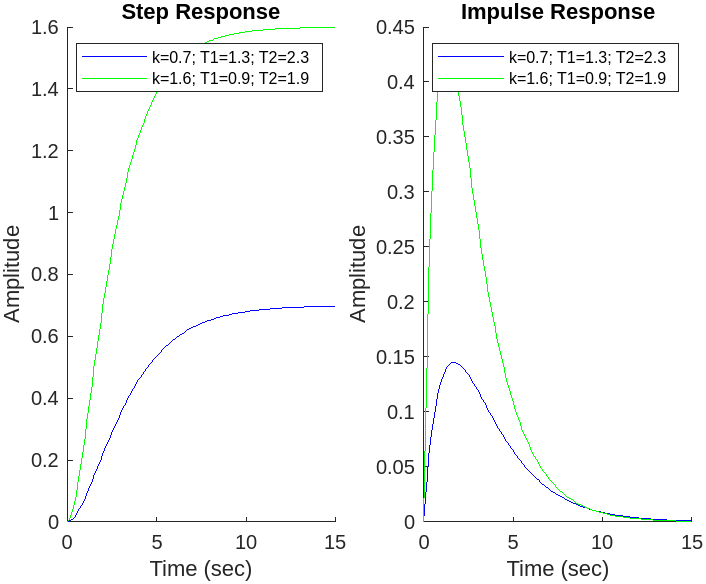 Step Response
k=0.7; T1=1.3; T2=2.3
k=1.6; T1=0.9; T2=1.9
1.6
1.4
1.2
1
0.8
0.6
0.4
0.2
0
Amplitude
0 5 10 15
Time (sec)
Impulse Response
k=0.7; T1=1.3; T2=2.3
k=1.6; T1=0.9; T2=1.9
0.45
0.4
0.35
0.3
0.25
0.2
0.15
0.1
0.05
0
Amplitude
0 5 10 15
Time (sec)